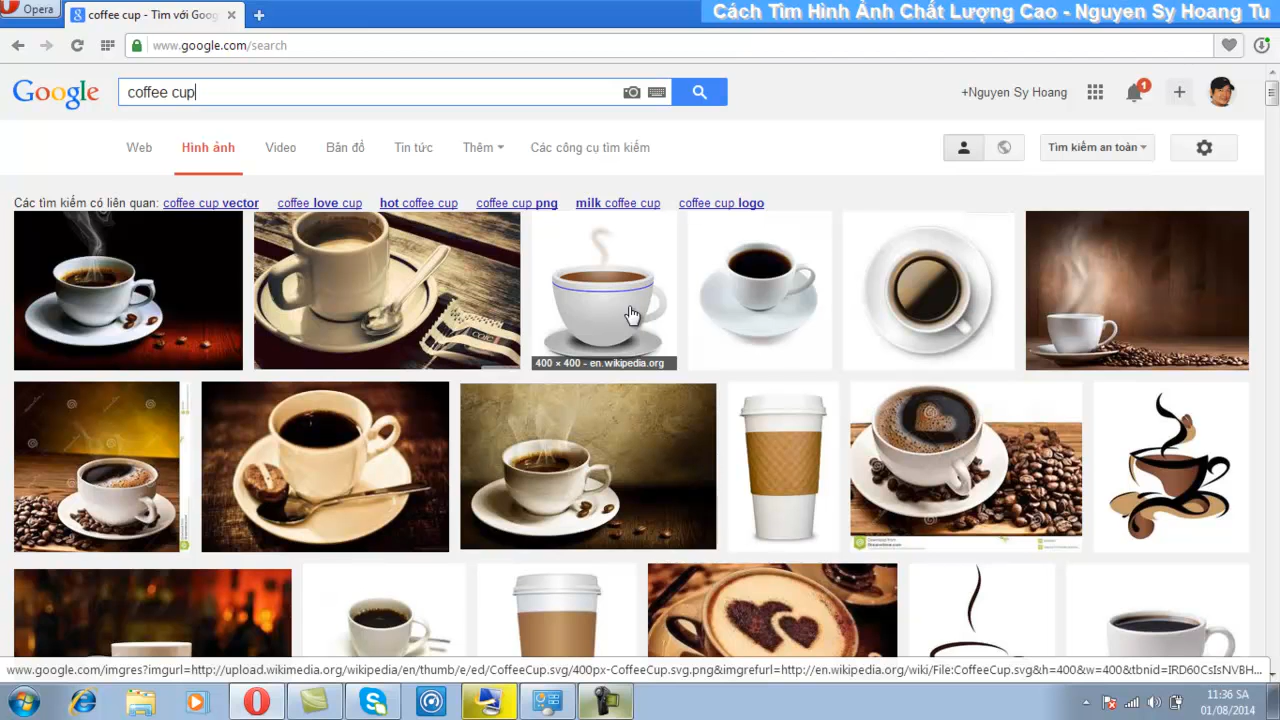 Opera
coffee cup - Tìm với Goog
Cách Tìm Hình Ảnh Chất Lượng Cao - Nguyen Sy Hoang Tu
www.google.com/search
Google
coffee cup
+Nguyen Sy Hoang
1
Web
Hình ảnh
Video
Bản đồ
Tin tức
Thêm
Các công cụ tìm kiếm
Tìm kiếm an toàn
Các tìm kiếm có liên quan: coffee cup vector coffee love cup hot coffee cup coffee cup png milk coffee cup coffee cup logo
400 × 400 - en.wikipedia.org
www.google.com/imgres?imgurl=http://upload.wikimedia.org/wikipedia/en/thumb/e/ed/CoffeeCup.svg/400px-CoffeeCup.svg.png&imgrefurl=http://en.wikipedia.org/wiki/File:CoffeeCup.svg&h=400&w=400&tbnid=IRD60CsIsNVBH...
11:36 SA
01/08/2014